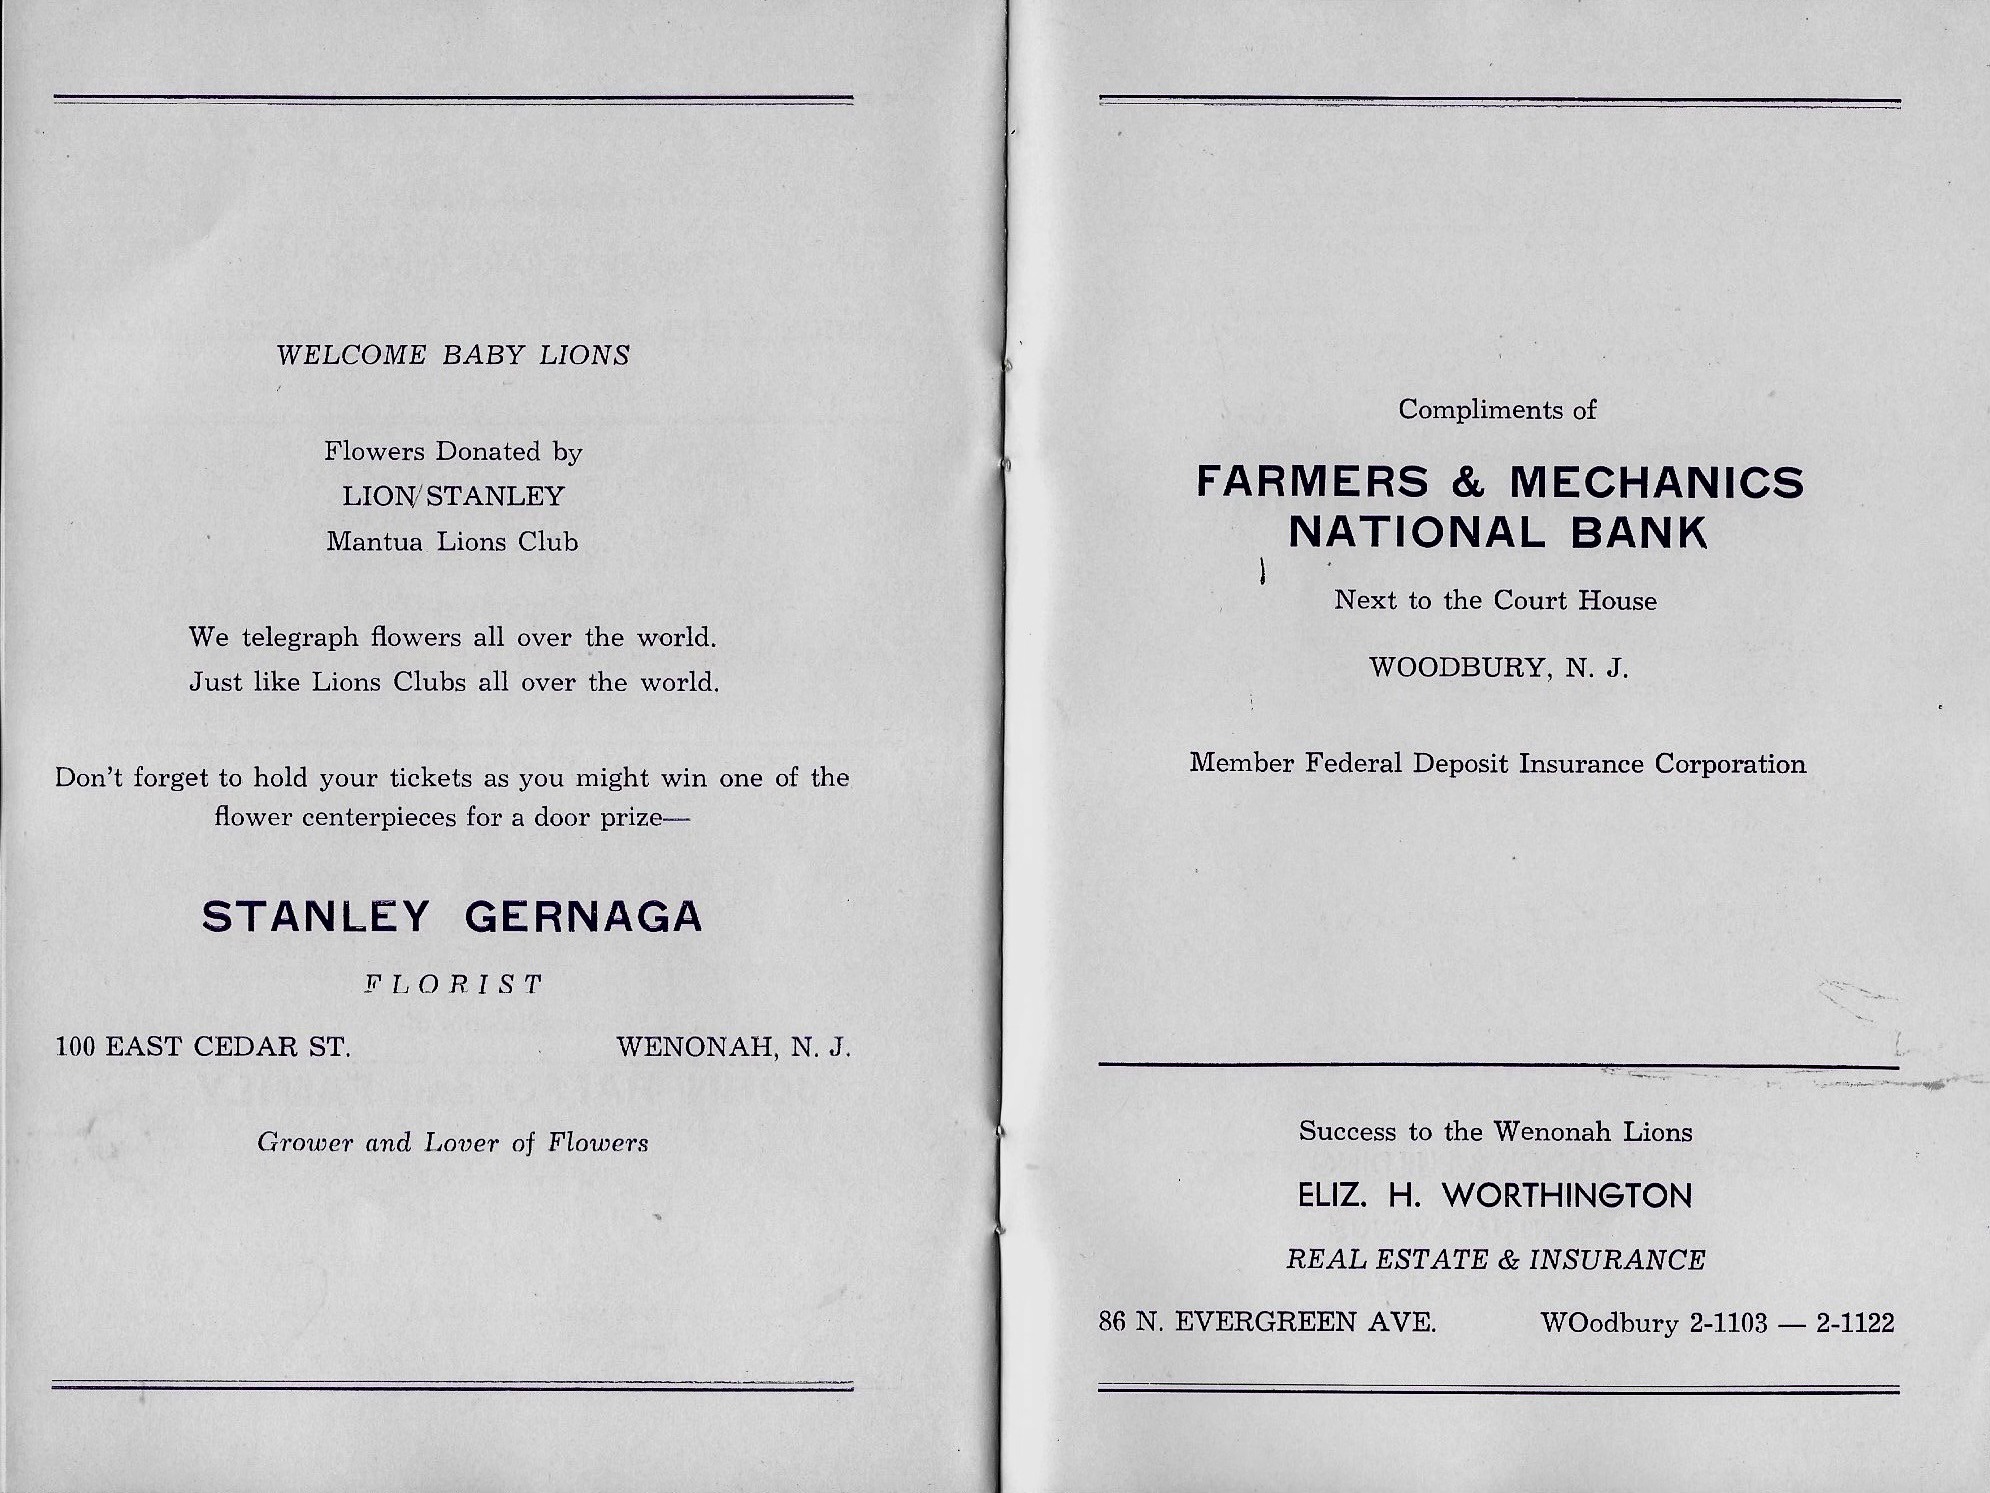 WELCOME BABY LIONS
Flowers Donated by
LION STANLEY
Mantua Lions Club
We telegraph flowers all over the world.
Just like Lions Clubs all over the world.
Don't forget to hold your tickets as you might win one of the
flower centerpieces for a door prize—
STANLEY GERNAGA
FLORIST
100 EAST CEDAR ST. WENONAH, N. J.
Grower and Lover of Flowers
Compliments of
FARMERS & MECHANICS
NATIONAL BANK
Next to the Court House
WOODBURY, N. J.
Member Federal Deposit Insurance Corporation
Success to the Wenonah Lions
ELIZ. H. WORTHINGTON
REAL ESTATE & INSURANCE
86 N. EVERGREEN AVE. WOodbury 2-1103 — 2-1122